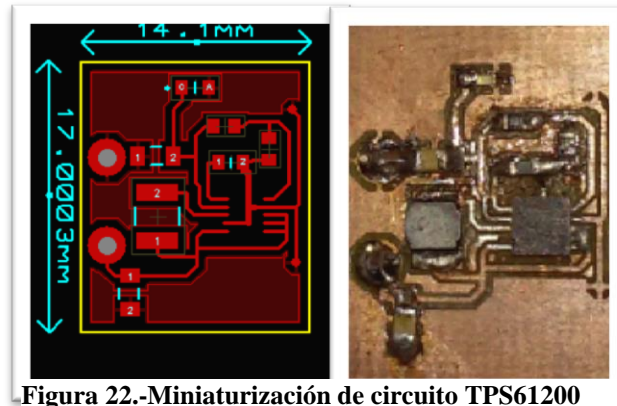 14.1MM
17.0003mm
C A
1 2
1 2
2
1
1
2
Figura 22.-Miniaturización de circuito TPS61200